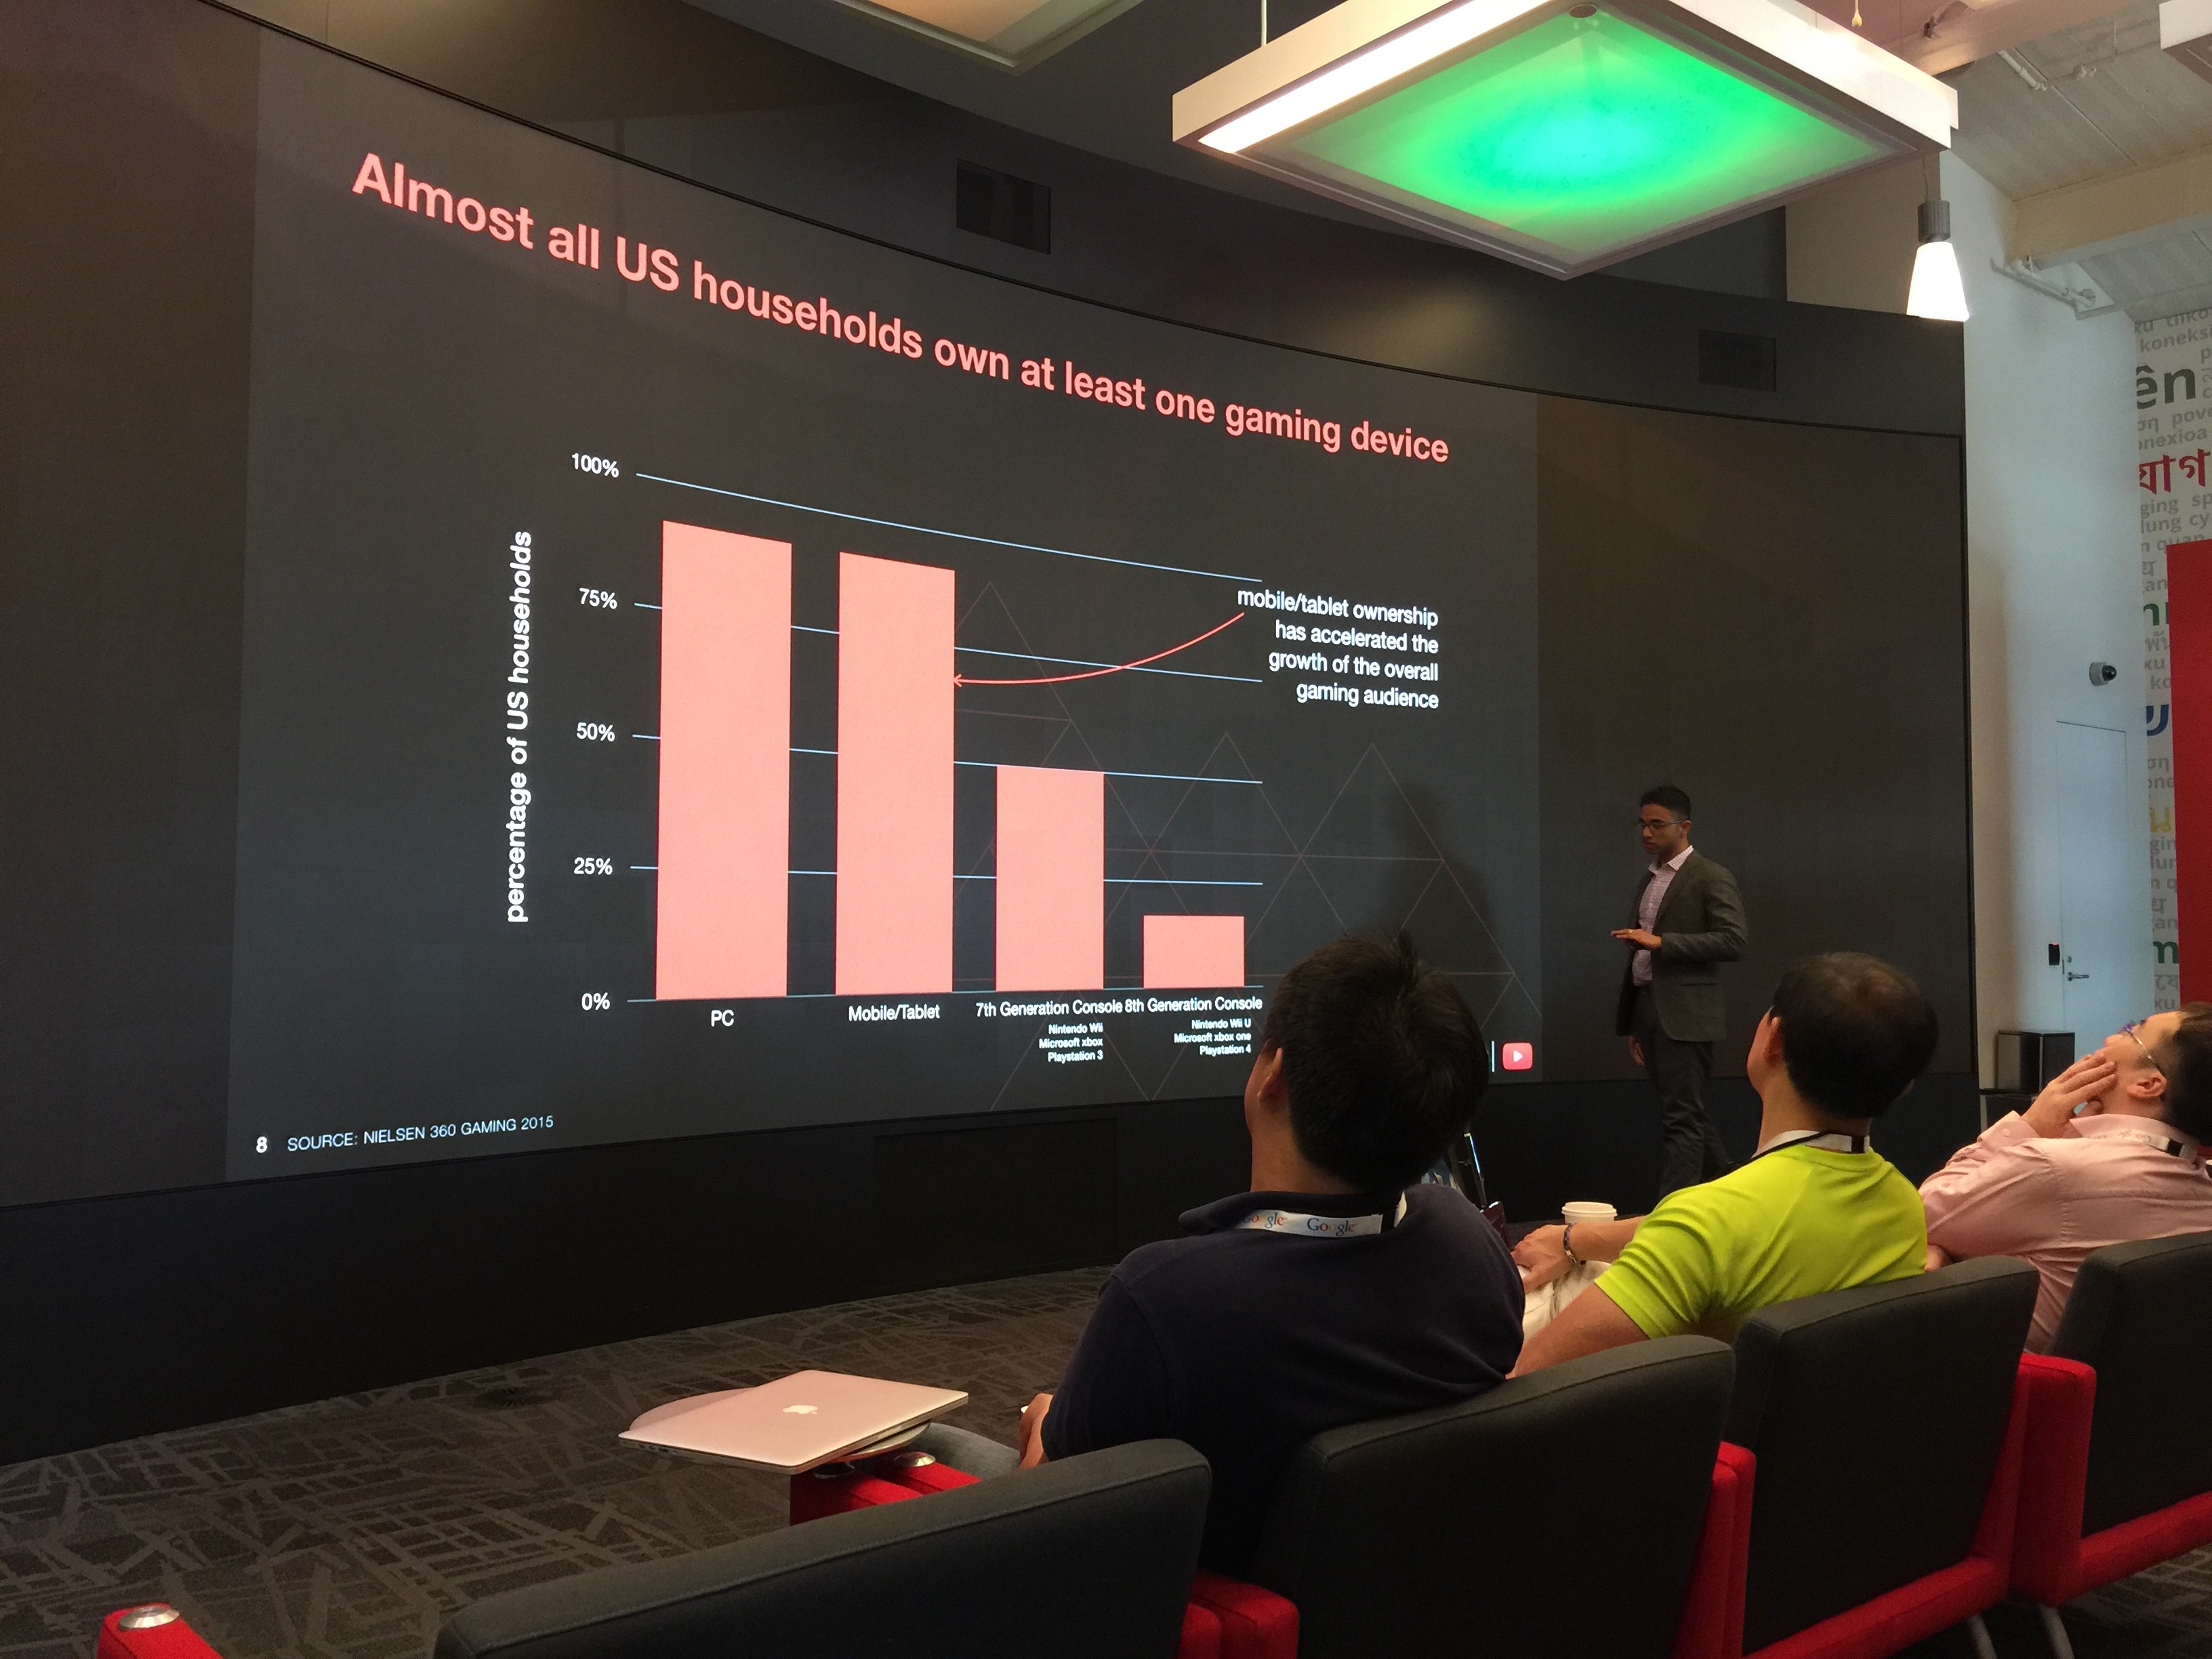 Almost all US households own at least one gaming device
percentage of US households
100%
75%
50%
25%
0%
mobile/tablet ownership
has accelerated the
growth of the overall
gaming audience
PC
Mobile/Tablet
7th Generation Console
Nintendo Wii
Microsoft xbox
Playstation 3
8th Generation Console
Nintendo Wii U
Microsoft xbox one
Playstation 4
8 SOURCE: NIELSEN 360 GAMING 2015
Google